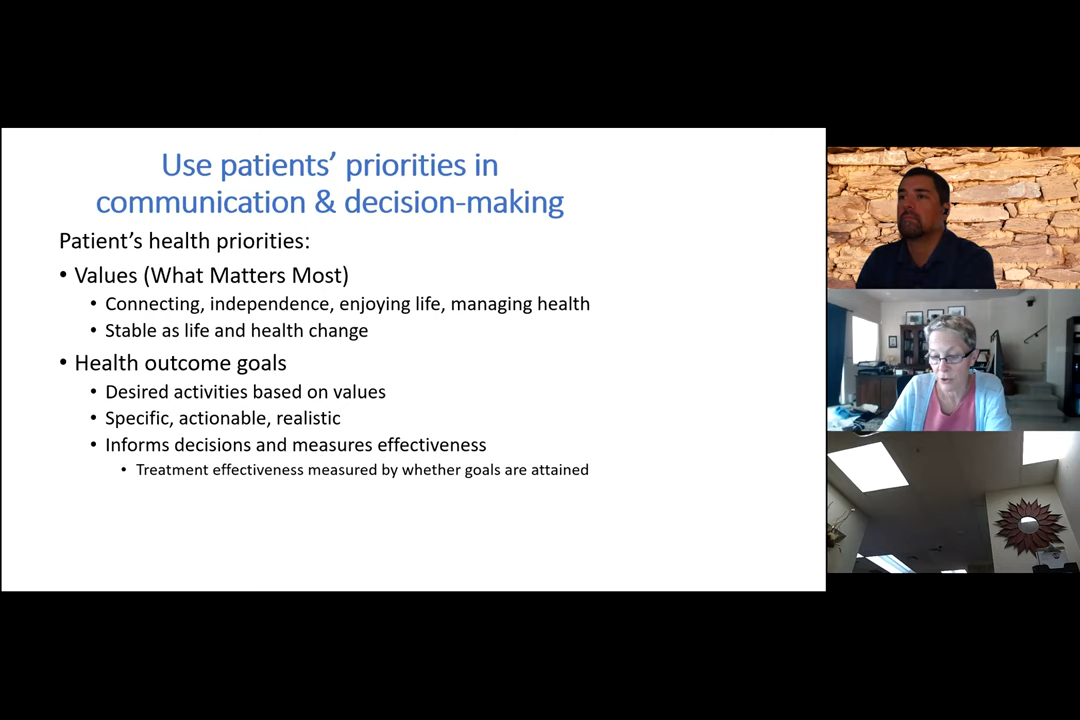 Use patients’ priorities in
communication & decision-making
Patient’s health priorities:
• Values (What Matters Most)
• Connecting, independence, enjoying life, managing health
• Stable as life and health change
• Health outcome goals
• Desired activities based on values
• Specific, actionable, realistic
• Informs decisions and measures effectiveness
• Treatment effectiveness measured by whether goals are attained